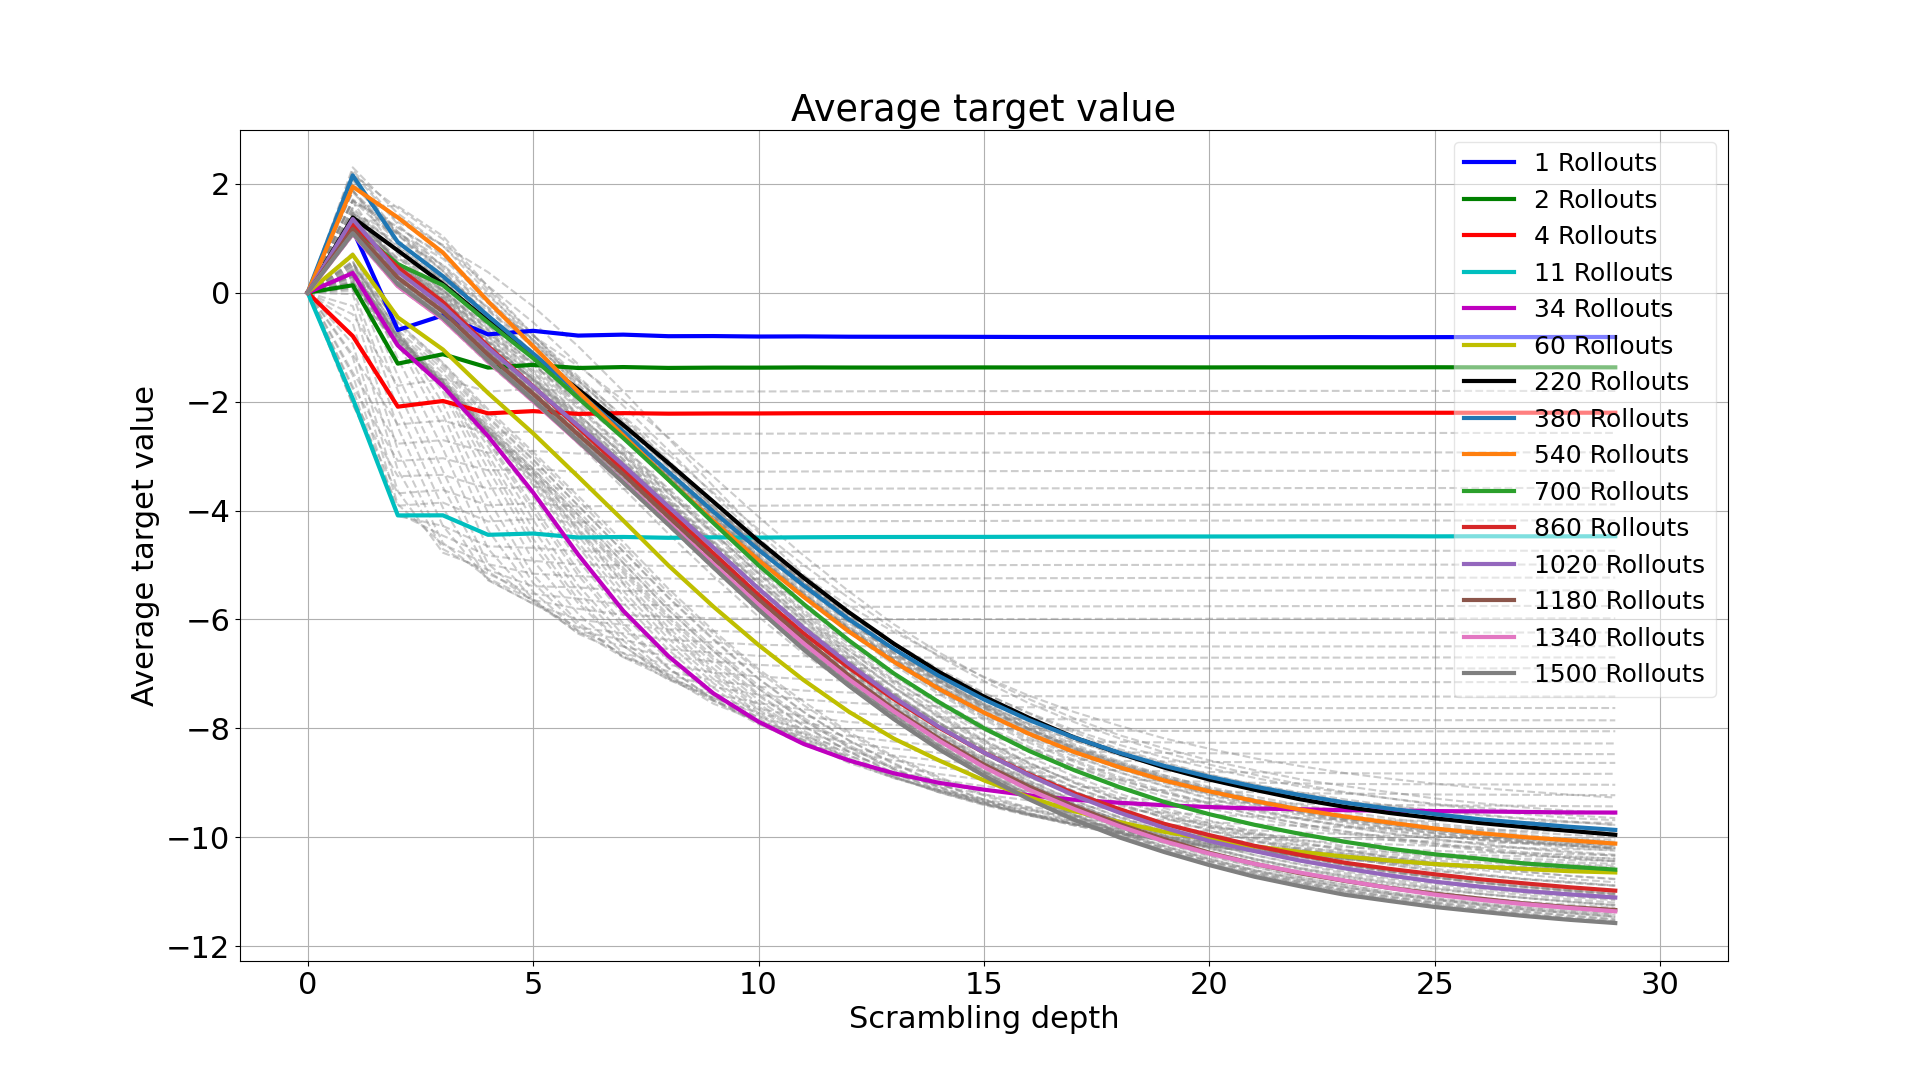 Average target value
Average target value
2
0
−2
−4
−6
−8
−10
−12
0 5 10 15 20 25 30
Scrambling depth
1 Rollouts
2 Rollouts
4 Rollouts
11 Rollouts
34 Rollouts
60 Rollouts
220 Rollouts
380 Rollouts
540 Rollouts
700 Rollouts
860 Rollouts
1020 Rollouts
1180 Rollouts
1340 Rollouts
1500 Rollouts